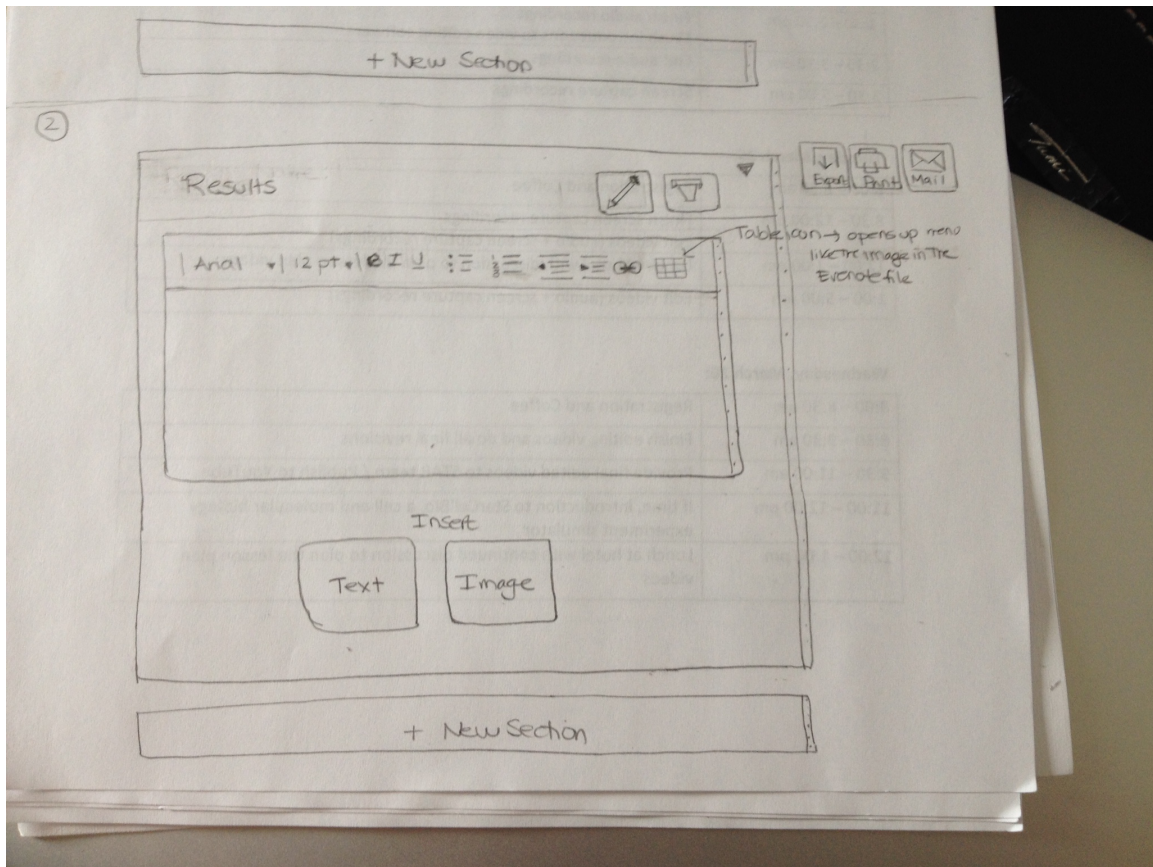 + New Section
2
Results
Export Print Mail
Table icon → opens up menu
like the image in the
Evernote file
Arial 12 pt B I U
Insert
Text Image
+ New Section